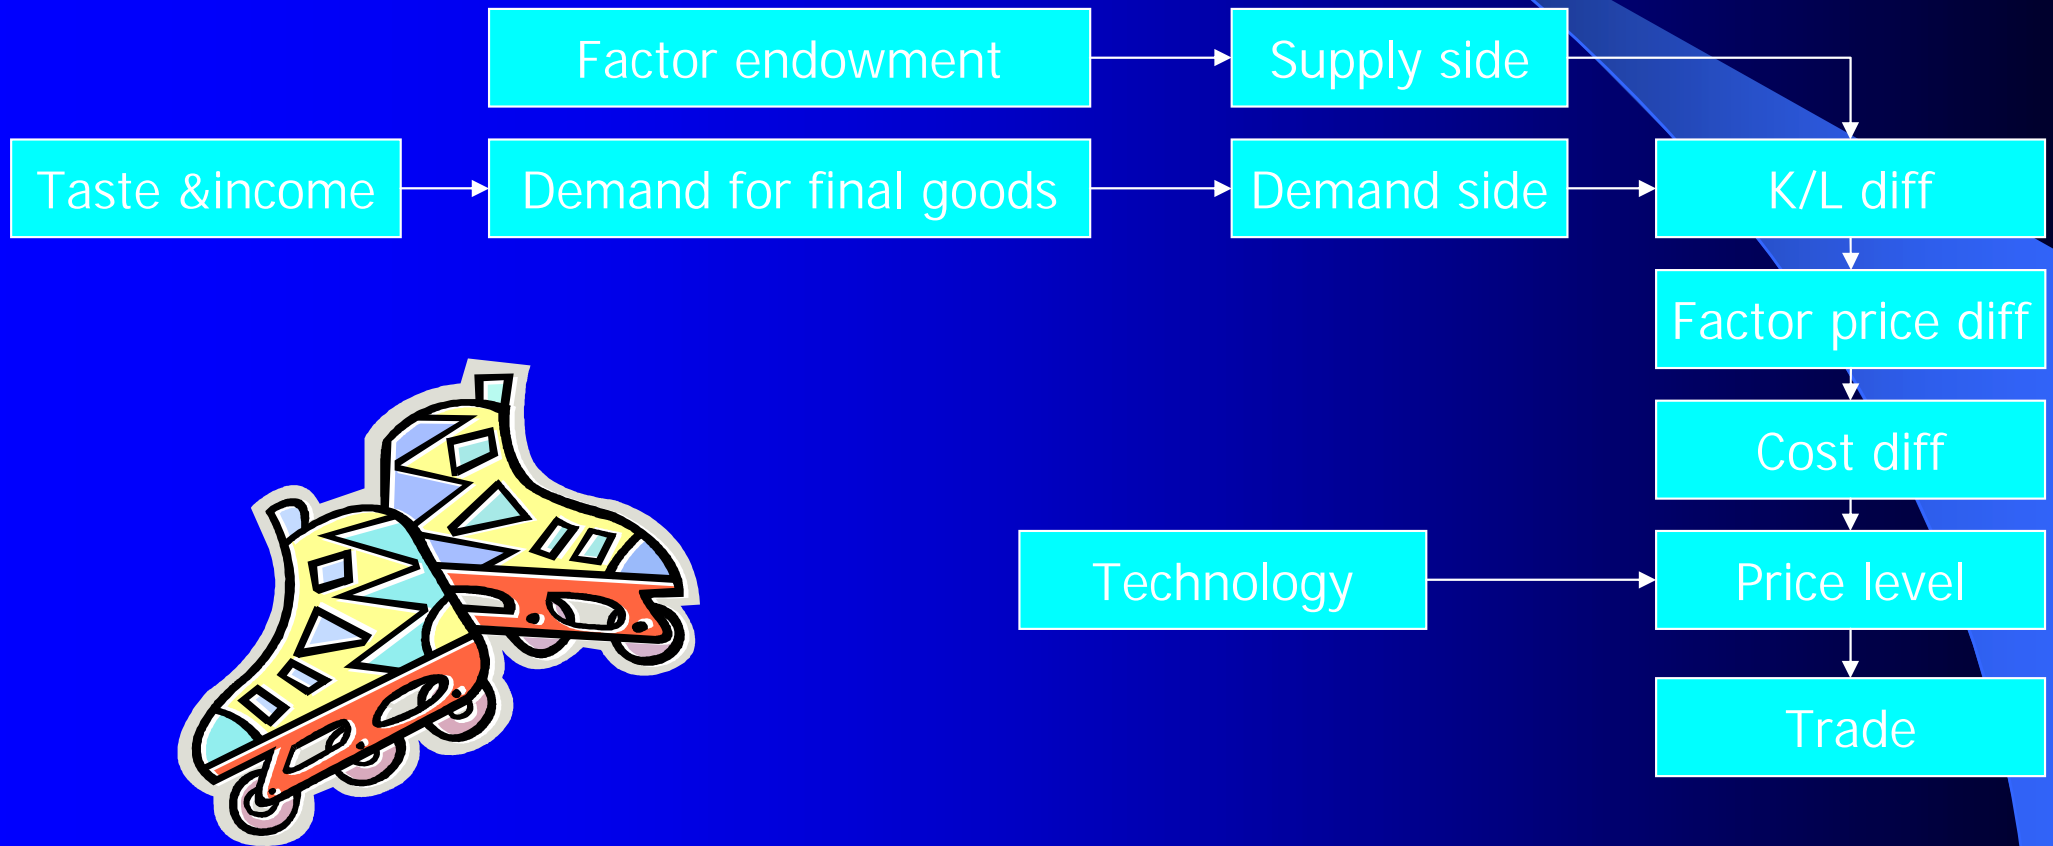 Factor endowment
Supply side
Taste &income
Demand for final goods
Demand side
K/L diff
Factor price diff
Cost diff
Technology
Price level
Trade